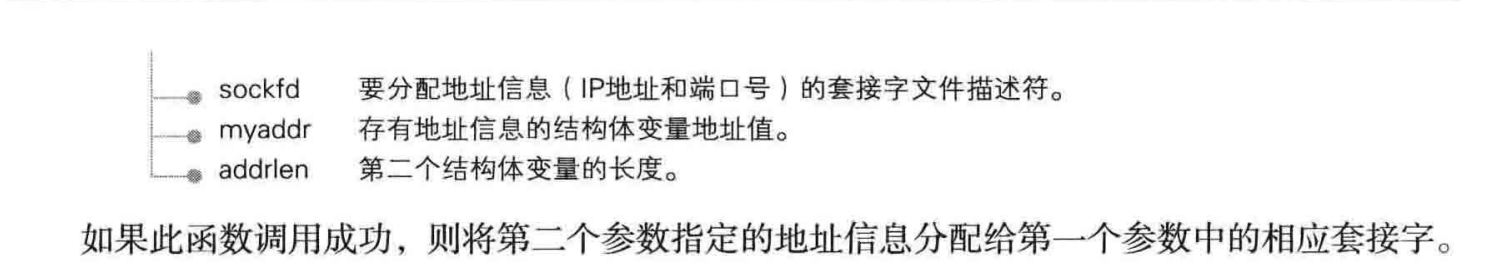 sockfd 要分配地址信息（IP地址和端口号）的套接字文件描述符。
myaddr 存有地址信息的结构体变量地址值。
addrlen 第二个结构体变量的长度。
如果此函数调用成功，则将第二个参数指定的地址信息分配给第一个参数中的相应套接字。